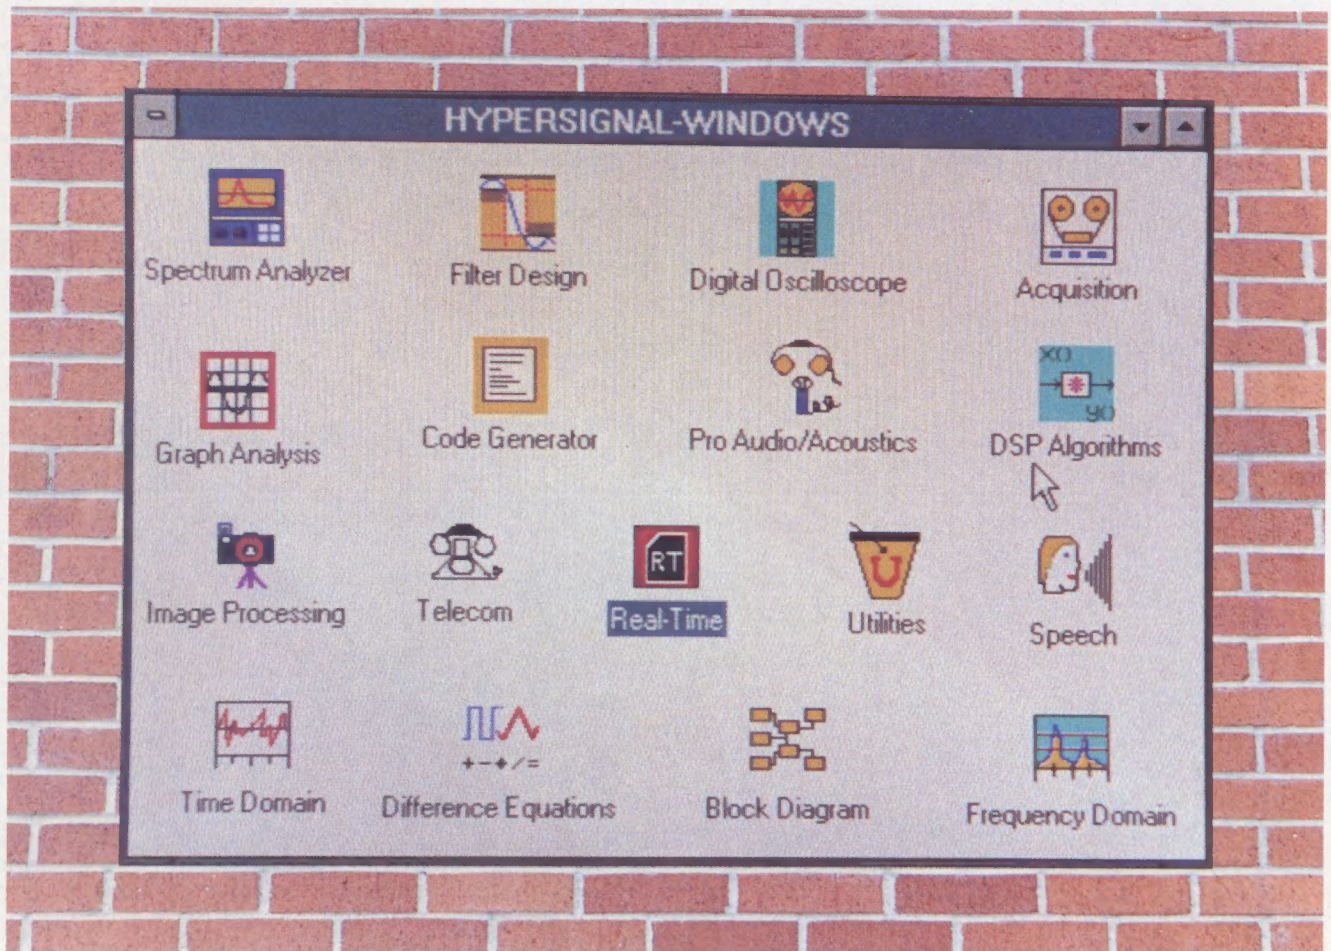 HYPERSIGNAL-WINDOWS
Spectrum Analyzer
Filter Design
Digital Oscilloscope
Acquisition
X()
Y()
Graph Analysis
Code Generator
Pro Audio/Acoustics
DSP Algorithms
RT
Image Processing
Telecom
Real-Time
Utilities
Speech
+-÷/=
Time Domain
Difference Equations
Block Diagram
Frequency Domain